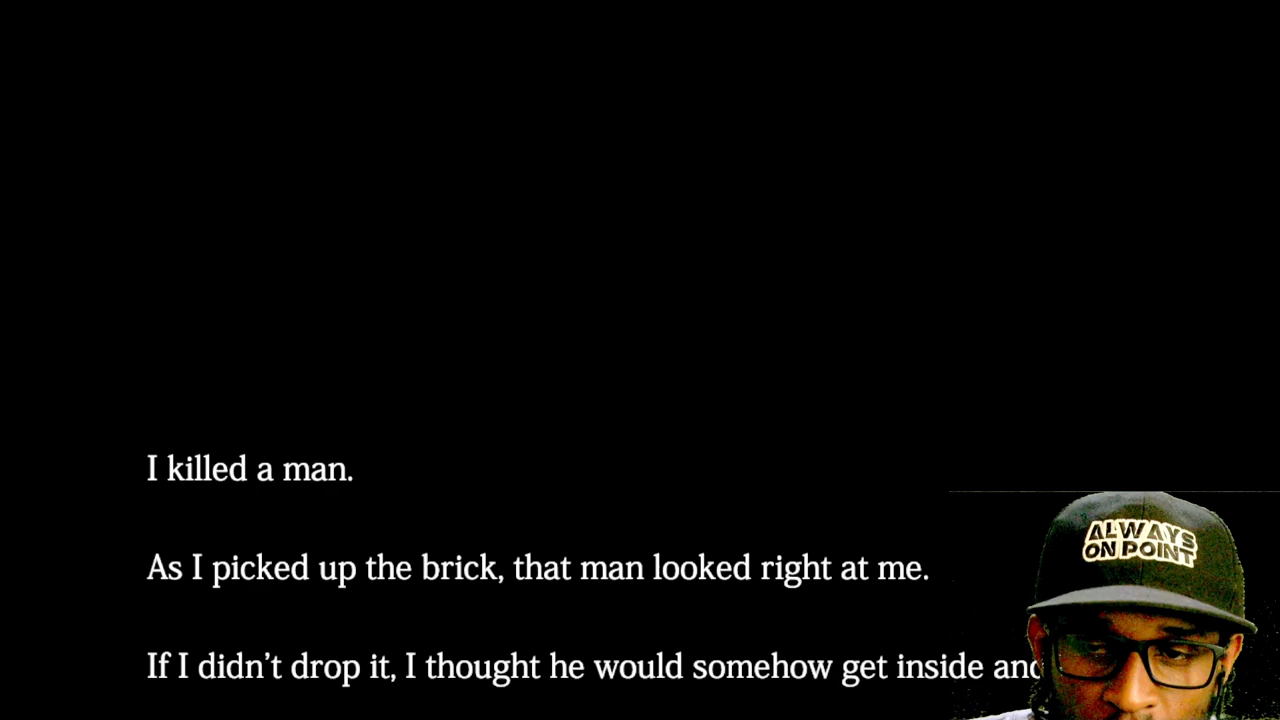 I killed a man.
As I picked up the brick, that man looked right at me.
If I didn't drop it, I thought he would somehow get inside and
ALWAYS
ON POINT